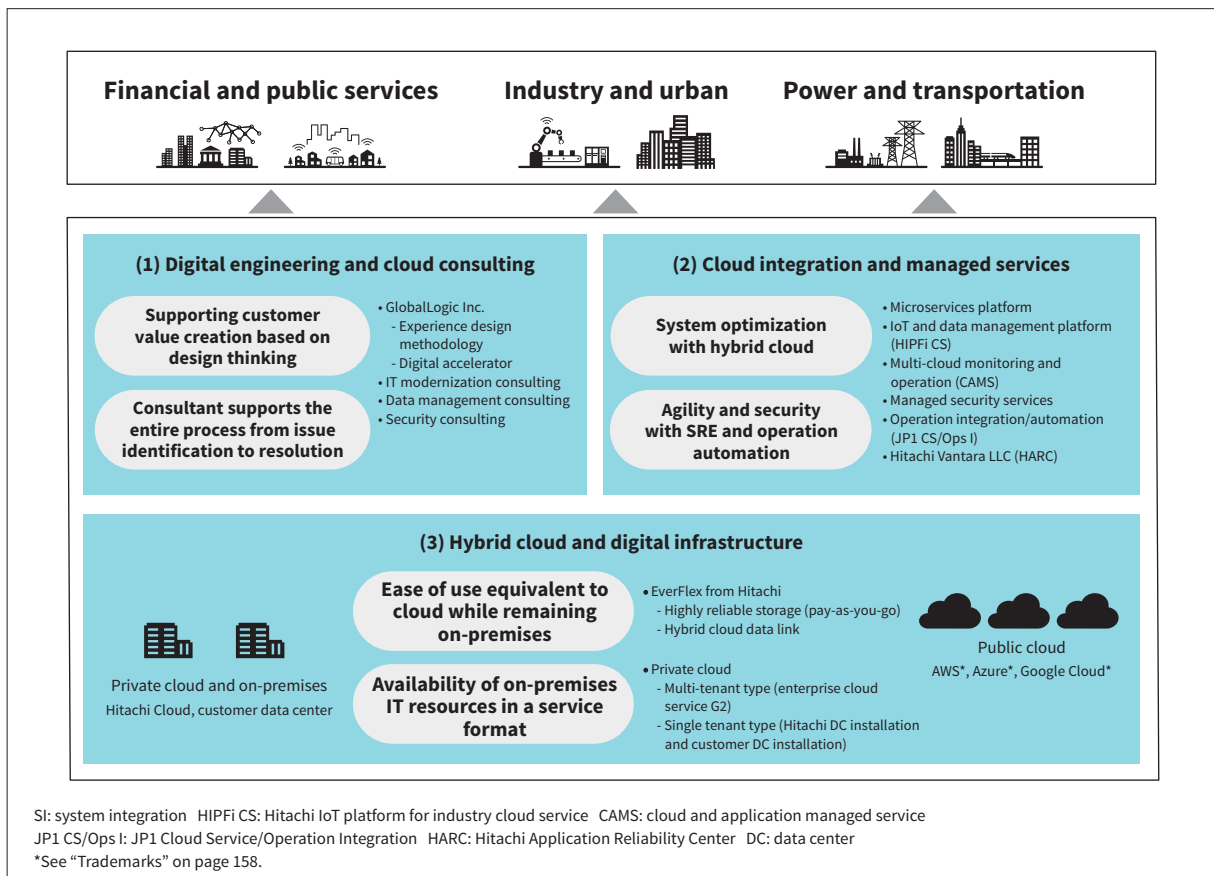 Financial and public services
Industry and urban
Power and transportation
(1) Digital engineering and cloud consulting
Supporting customer
value creation based on
design thinking
Consultant supports the
entire process from issue
identification to resolution
• GlobalLogic Inc.
- Experience design
methodology
- Digital accelerator
• IT modernization consulting
• Data management consulting
• Security consulting
(2) Cloud integration and managed services
System optimization
with hybrid cloud
Agility and security
with SRE and operation
automation
• Microservices platform
• IoT and data management platform
(HIPFi CS)
• Multi-cloud monitoring and
operation (CAMS)
• Managed security services
• Operation integration/automation
(JP1 CS/Ops I)
• Hitachi Vantara LLC (HARC)
(3) Hybrid cloud and digital infrastructure
Private cloud and on-premises
Hitachi Cloud, customer data center
Ease of use equivalent to
cloud while remaining
on-premises
Availability of on-premises
IT resources in a service
format
• EverFlex from Hitachi
- Highly reliable storage (pay-as-you-go)
- Hybrid cloud data link
• Private cloud
- Multi-tenant type (enterprise cloud
service G2)
- Single tenant type (Hitachi DC installation
and customer DC installation)
Public cloud
AWS*, Azure*, Google Cloud*
SI: system integration HIPFi CS: Hitachi IoT platform for industry cloud service CAMS: cloud and application managed service
JP1 CS/Ops I: JP1 Cloud Service/Operation Integration HARC: Hitachi Application Reliability Center DC: data center
*See “Trademarks” on page 158.